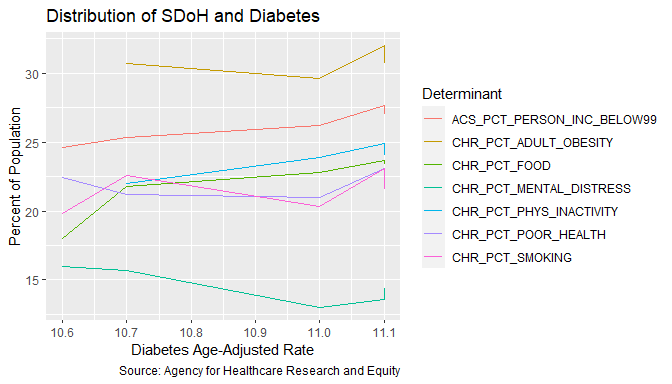 Distribution of SDoH and Diabetes
30
25
20
15
Percent of Population
10.6 10.7 10.8 10.9 11.0 11.1
Diabetes Age-Adjusted Rate
Source: Agency for Healthcare Research and Equity
Determinant
ACS_PCT_PERSON_INC_BELOW99
CHR_PCT_ADULT_OBESITY
CHR_PCT_FOOD
CHR_PCT_MENTAL_DISTRESS
CHR_PCT_PHYS_INACTIVITY
CHR_PCT_POOR_HEALTH
CHR_PCT_SMOKING